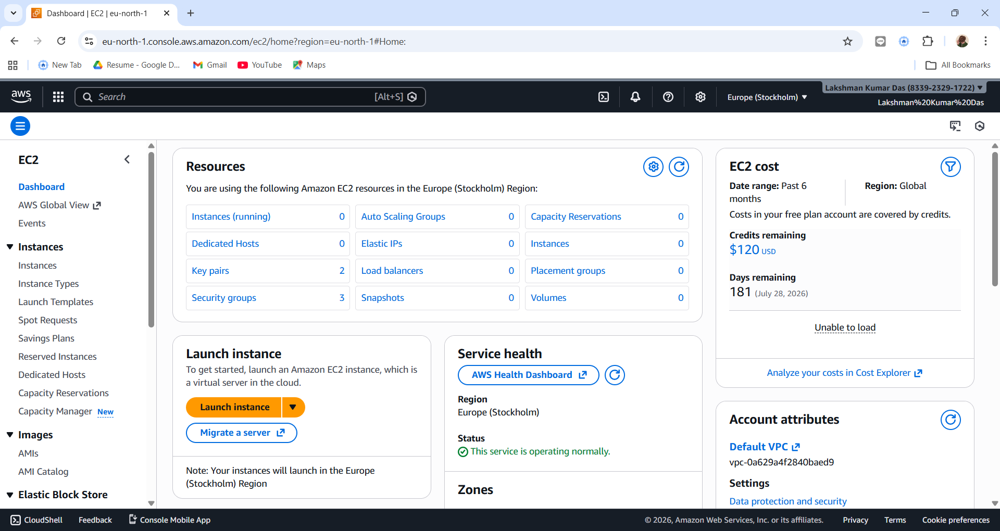 Dashboard | EC2 | eu-north-1
eu-north-1.console.aws.amazon.com/ec2/home?region=eu-north-1#Home:
New Tab
Resume - Google D...
Gmail
YouTube
Maps
All Bookmarks
aws
Search
[Alt+S]
Europe (Stockholm)
Lakshman Kumar Das (8339-2329-1722)
Lakshman%20Kumar%20Das
EC2
Dashboard
AWS Global View
Events
Instances
Instances
Instance Types
Launch Templates
Spot Requests
Savings Plans
Reserved Instances
Dedicated Hosts
Capacity Reservations
Capacity Manager New
Images
AMIs
AMI Catalog
Elastic Block Store
Resources
You are using the following Amazon EC2 resources in the Europe (Stockholm) Region:
Instances (running) 0
Auto Scaling Groups 0
Capacity Reservations 0
Dedicated Hosts 0
Elastic IPs 0
Instances 0
Key pairs 2
Load balancers 0
Placement groups 0
Security groups 3
Snapshots 0
Volumes 0
Launch instance
To get started, launch an Amazon EC2 instance, which is
a virtual server in the cloud.
Launch instance
Migrate a server
Note: Your instances will launch in the Europe
(Stockholm) Region
Service health
AWS Health Dashboard
Region
Europe (Stockholm)
Status
This service is operating normally.
Zones
EC2 cost
Date range: Past 6
months
Region: Global
Costs in your free plan account are covered by credits.
Credits remaining
$120 USD
Days remaining
181 (July 28, 2026)
Unable to load
Analyze your costs in Cost Explorer
Account attributes
Default VPC
vpc-0a629a4f2840baed9
Settings
Data protection and security
CloudShell
Feedback
Console Mobile App
© 2026, Amazon Web Services, Inc. or its affiliates.
Privacy
Terms
Cookie preferences